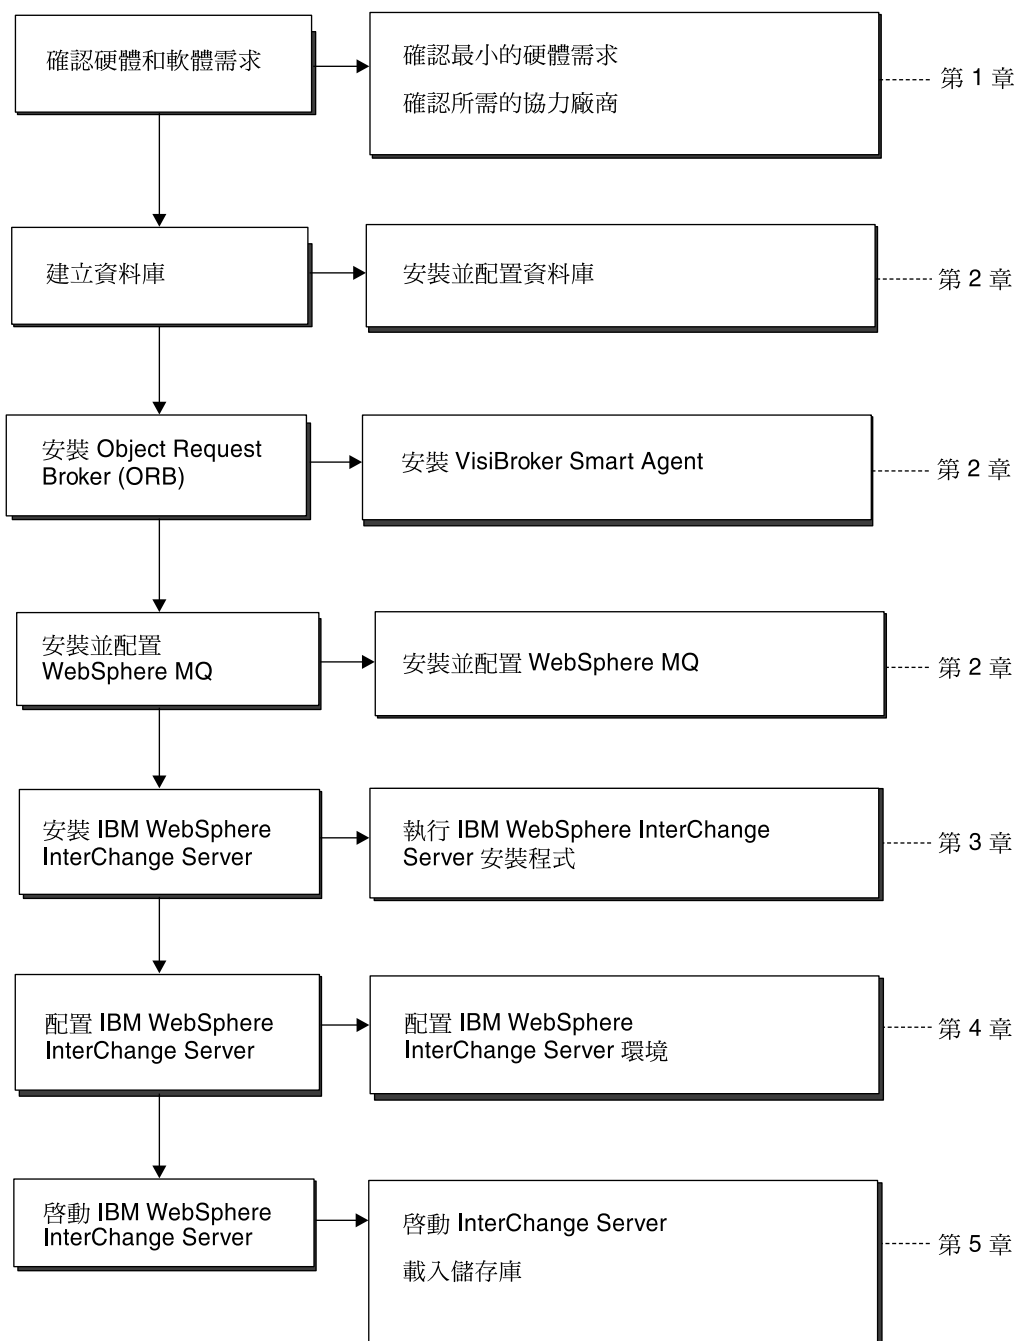 確認硬體和軟體需求
確認最小的硬體需求
確認所需的協力廠商
第 1 章
建立資料庫
安裝並配置資料庫
第 2 章
安裝 Object Request
Broker (ORB)
安裝 VisiBroker Smart Agent
第 2 章
安裝並配置
WebSphere MQ
安裝並配置 WebSphere MQ
第 2 章
安裝 IBM WebSphere
InterChange Server
執行 IBM WebSphere InterChange
Server 安裝程式
第 3 章
配置 IBM WebSphere
InterChange Server
配置 IBM WebSphere
InterChange Server 環境
第 4 章
啓動 IBM WebSphere
InterChange Server
啓動 InterChange Server
載入儲存庫
第 5 章